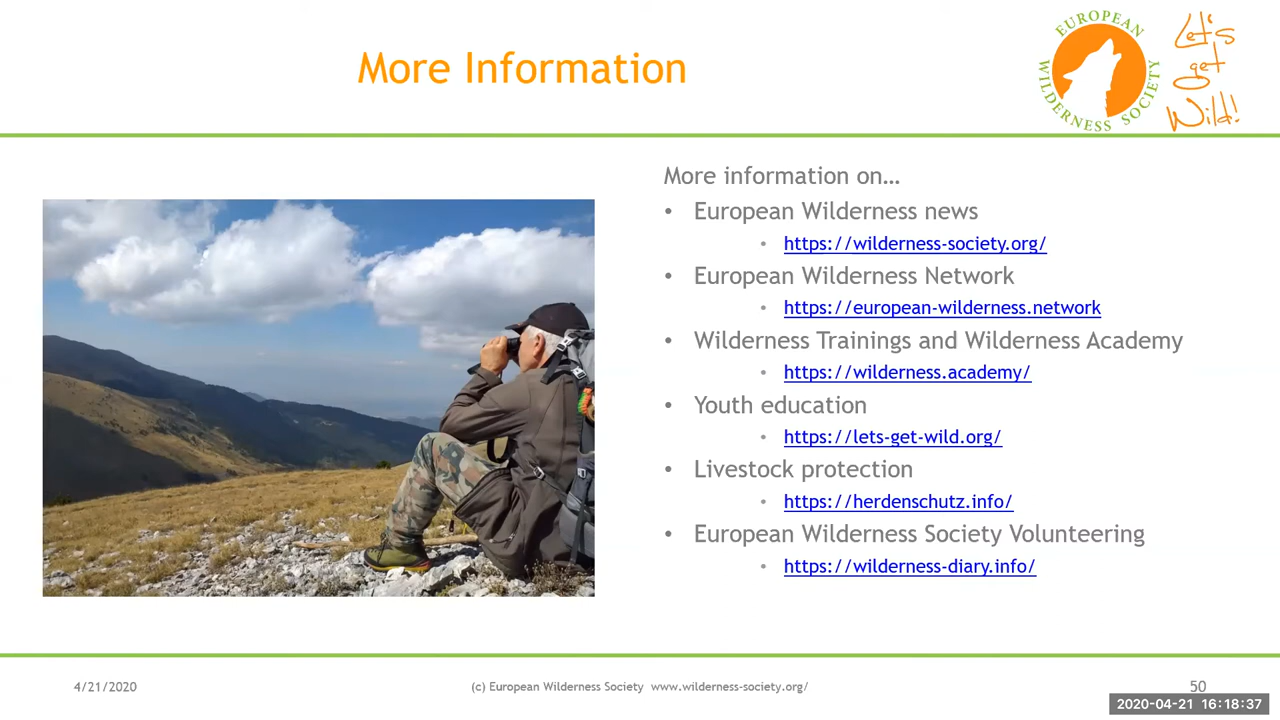 More Information
EUROPEAN WILDERNESS SOCIETY
Let's
get
Wild!
More information on…
• European Wilderness news
• https://wilderness-society.org/
• European Wilderness Network
• https://european-wilderness.network
• Wilderness Trainings and Wilderness Academy
• https://wilderness.academy/
• Youth education
• https://lets-get-wild.org/
• Livestock protection
• https://herdenschutz.info/
• European Wilderness Society Volunteering
• https://wilderness-diary.info/
4/21/2020
(c) European Wilderness Society www.wilderness-society.org/
50
2020-04-21 16:18:37